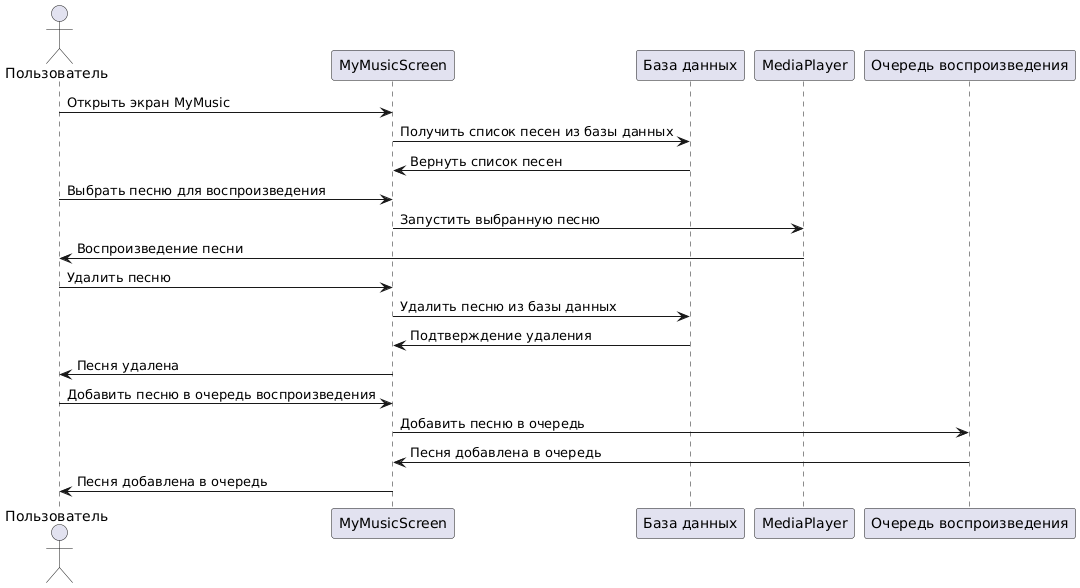 Пользователь
MyMusicScreen
База данных
MediaPlayer
Очередь воспроизведения
Открыть экран MyMusic
Получить список песен из базы данных
Вернуть список песен
Выбрать песню для воспроизведения
Запустить выбранную песню
Воспроизведение песни
Удалить песню
Удалить песню из базы данных
Подтверждение удаления
Песня удалена
Добавить песню в очередь воспроизведения
Добавить песню в очередь
Песня добавлена в очередь
Песня добавлена в очередь
Пользователь
MyMusicScreen
База данных
MediaPlayer
Очередь воспроизведения